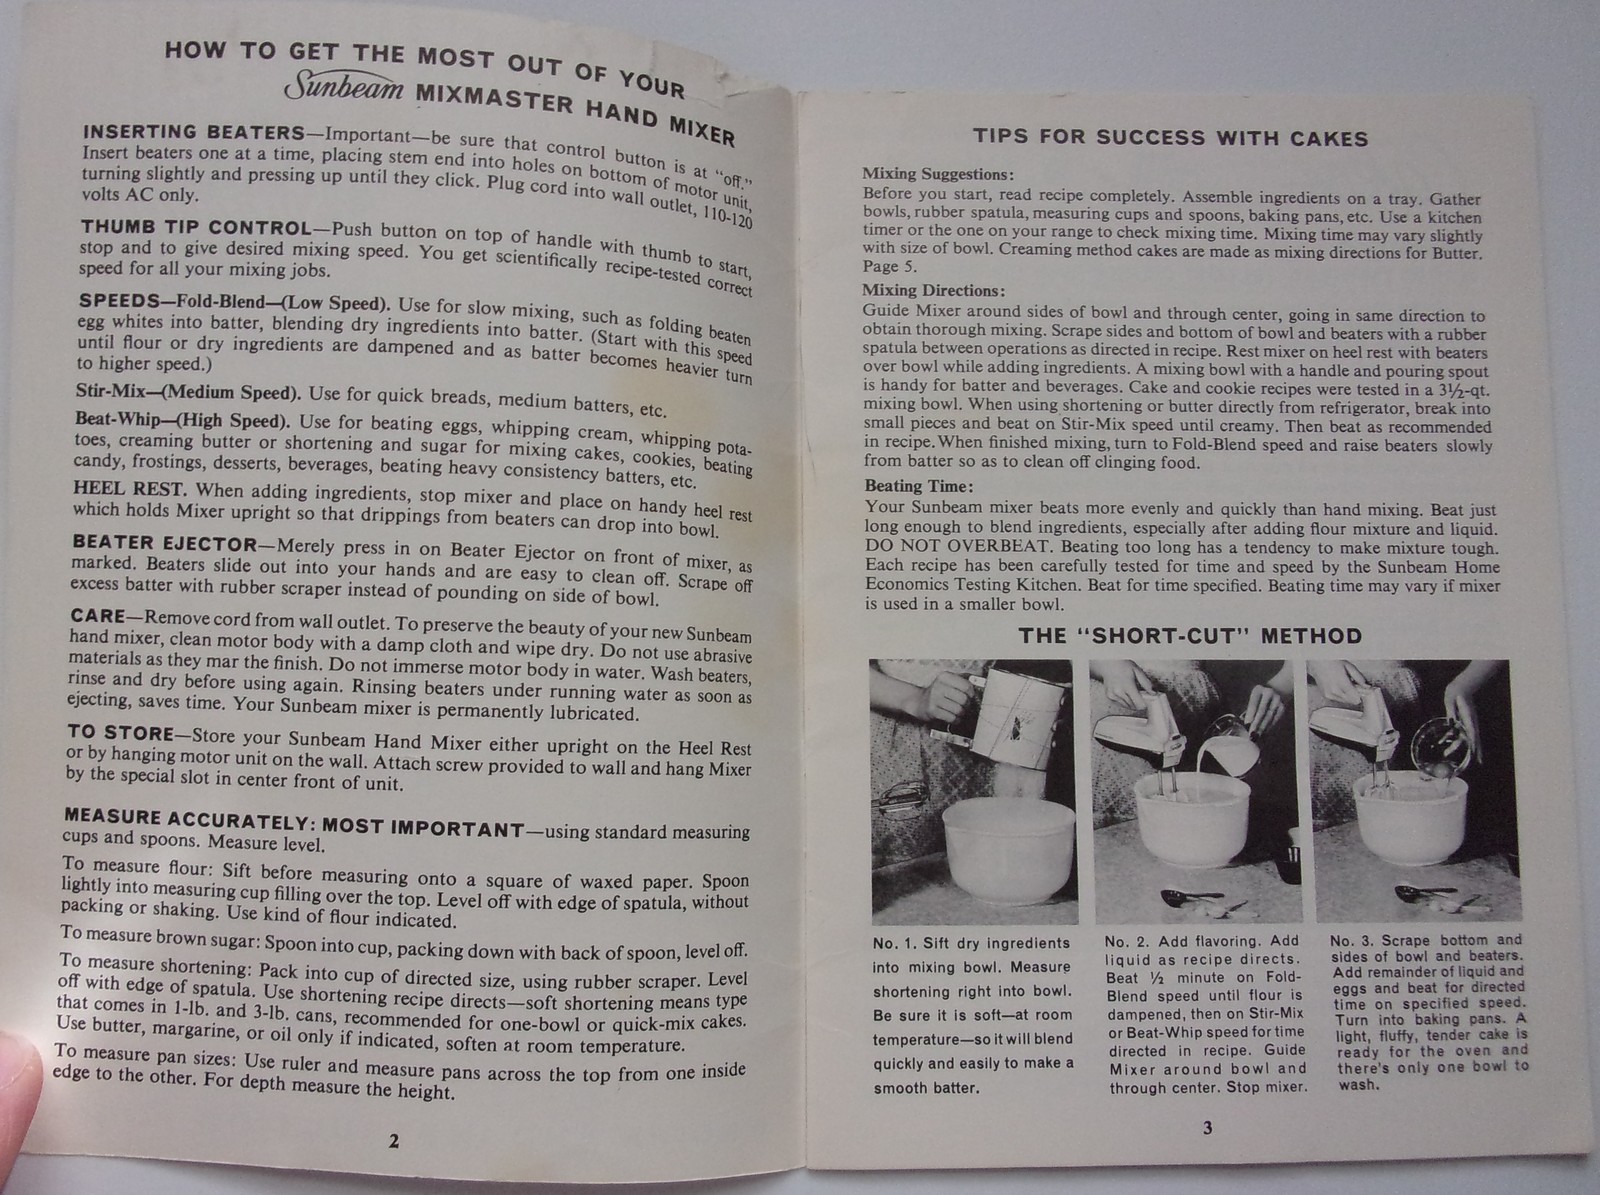 HOW TO GET THE MOST OUT OF YOUR
Sunbeam MIXMASTER HAND MIXER
INSERTING BEATERS—Important—be sure that control button is at "off."
Insert beaters one at a time, placing stem end into holes on bottom of motor unit,
turning slightly and pressing up until they click. Plug cord into wall outlet, 110-120
volts AC only.
THUMB TIP CONTROL—Push button on top of handle with thumb to start,
stop and to give desired mixing speed. You get scientifically recipe-tested correct
speed for all your mixing jobs.
SPEEDS—Fold-Blend—(Low Speed). Use for slow mixing, such as folding beaten
egg whites into batter, blending dry ingredients into batter. (Start with this speed
until flour or dry ingredients are dampened and as batter becomes heavier turn
to higher speed.)
Stir-Mix—(Medium Speed). Use for quick breads, medium batters, etc.
Beat-Whip—(High Speed). Use for beating eggs, whipping cream, whipping pota-
toes, creaming butter or shortening and sugar for mixing cakes, cookies, beating
candy, frostings, desserts, beverages, beating heavy consistency batters, etc.
HEEL REST. When adding ingredients, stop mixer and place on handy heel rest
which holds Mixer upright so that drippings from beaters can drop into bowl.
BEATER EJECTOR—Merely press in on Beater Ejector on front of mixer, as
marked. Beaters slide out into your hands and are easy to clean off. Scrape off
excess batter with rubber scraper instead of pounding on side of bowl.
CARE—Remove cord from wall outlet. To preserve the beauty of your new Sunbeam
hand mixer, clean motor body with a damp cloth and wipe dry. Do not use abrasive
materials as they mar the finish. Do not immerse motor body in water. Wash beaters,
rinse and dry before using again. Rinsing beaters under running water as soon as
ejecting, saves time. Your Sunbeam mixer is permanently lubricated.
TO STORE—Store your Sunbeam Hand Mixer either upright on the Heel Rest
or by hanging motor unit on the wall. Attach screw provided to wall and hang Mixer
by the special slot in center front of unit.
MEASURE ACCURATELY: MOST IMPORTANT—using standard measuring
cups and spoons. Measure level.
To measure flour: Sift before measuring onto a square of waxed paper. Spoon
lightly into measuring cup filling over the top. Level off with edge of spatula, without
packing or shaking. Use kind of flour indicated.
To measure brown sugar: Spoon into cup, packing down with back of spoon, level off.
To measure shortening: Pack into cup of directed size, using rubber scraper. Level
off with edge of spatula. Use shortening recipe directs—soft shortening means type
that comes in 1-lb. and 3-lb. cans, recommended for one-bowl or quick-mix cakes.
Use butter, margarine, or oil only if indicated, soften at room temperature.
To measure pan sizes: Use ruler and measure pans across the top from one inside
edge to the other. For depth measure the height.
2
TIPS FOR SUCCESS WITH CAKES
Mixing Suggestions:
Before you start, read recipe completely. Assemble ingredients on a tray. Gather
bowls, rubber spatula, measuring cups and spoons, baking pans, etc. Use a kitchen
timer or the one on your range to check mixing time. Mixing time may vary slightly
with size of bowl. Creaming method cakes are made as mixing directions for Butter.
Page 5.
Mixing Directions:
Guide Mixer around sides of bowl and through center, going in same direction to
obtain thorough mixing. Scrape sides and bottom of bowl and beaters with a rubber
spatula between operations as directed in recipe. Rest mixer on heel rest with beaters
over bowl while adding ingredients. A mixing bowl with a handle and pouring spout
is handy for batter and beverages. Cake and cookie recipes were tested in a 3½-qt.
mixing bowl. When using shortening or butter directly from refrigerator, break into
small pieces and beat on Stir-Mix speed until creamy. Then beat as recommended
in recipe. When finished mixing, turn to Fold-Blend speed and raise beaters slowly
from batter so as to clean off clinging food.
Beating Time:
Your Sunbeam mixer beats more evenly and quickly than hand mixing. Beat just
long enough to blend ingredients, especially after adding flour mixture and liquid.
DO NOT OVERBEAT. Beating too long has a tendency to make mixture tough.
Each recipe has been carefully tested for time and speed by the Sunbeam Home
Economics Testing Kitchen. Beat for time specified. Beating time may vary if mixer
is used in a smaller bowl.
THE "SHORT-CUT" METHOD
No. 1. Sift dry ingredients
into mixing bowl. Measure
shortening right into bowl.
Be sure it is soft—at room
temperature—so it will blend
quickly and easily to make a
smooth batter.
No. 2. Add flavoring. Add
liquid as recipe directs.
Beat ½ minute on Fold-
Blend speed until flour is
dampened, then on Stir-Mix
or Beat-Whip speed for time
directed in recipe. Guide
Mixer around bowl and
through center. Stop mixer.
No. 3. Scrape bottom and
sides of bowl and beaters.
Add remainder of liquid and
eggs and beat for directed
time on specified speed.
Turn into baking pans. A
light, fluffy, tender cake is
ready for the oven and
there's only one bowl to
wash.
3